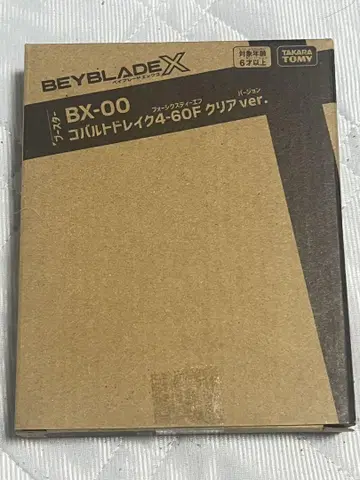 BEYBLADE X
ベイブレードエックス
対象年齢
6才以上
TAKARA
TOMY
ブースター
BX-00
フォーシックスティーエフ
バージョン
コバルトドレイク4-60F クリアver.